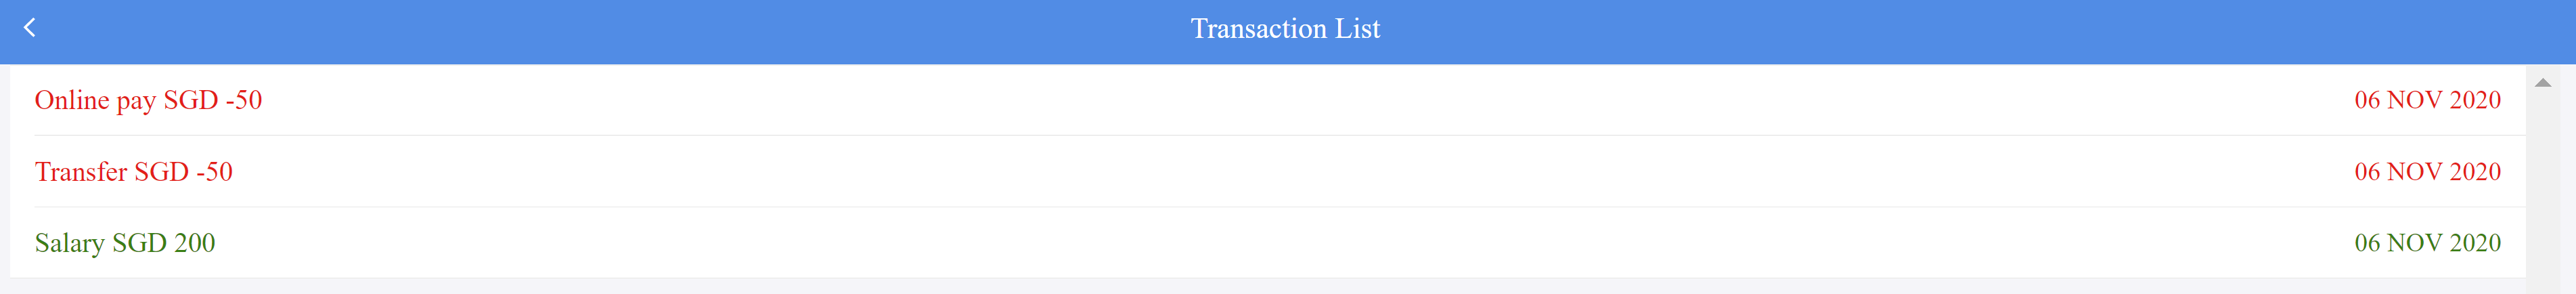 Transaction List
Online pay SGD -50 06 NOV 2020
Transfer SGD -50 06 NOV 2020
Salary SGD 200 06 NOV 2020